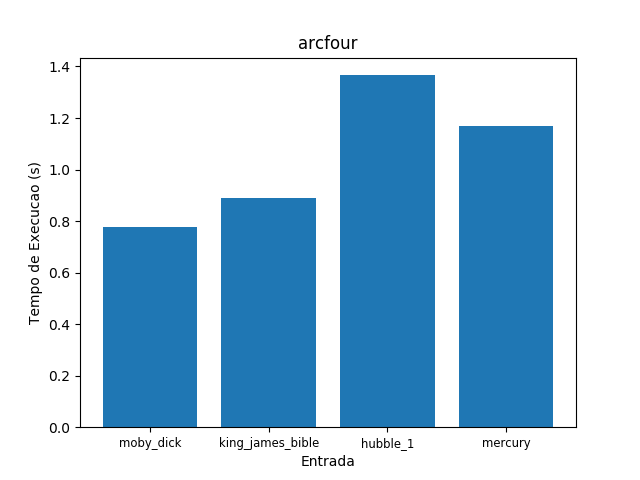 arcfour
Tempo de Execucao (s)
1.4
1.2
1.0
0.8
0.6
0.4
0.2
0.0
moby_dick king_james_bible hubble_1 mercury
Entrada